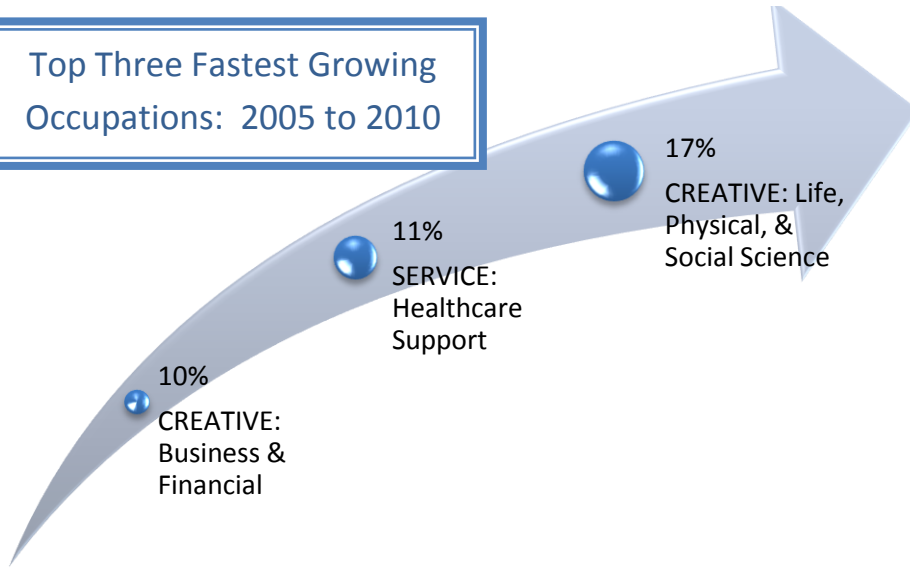 Top Three Fastest Growing
Occupations: 2005 to 2010
17%
CREATIVE: Life,
Physical, &
Social Science
11%
SERVICE:
Healthcare
Support
10%
CREATIVE:
Business &
Financial